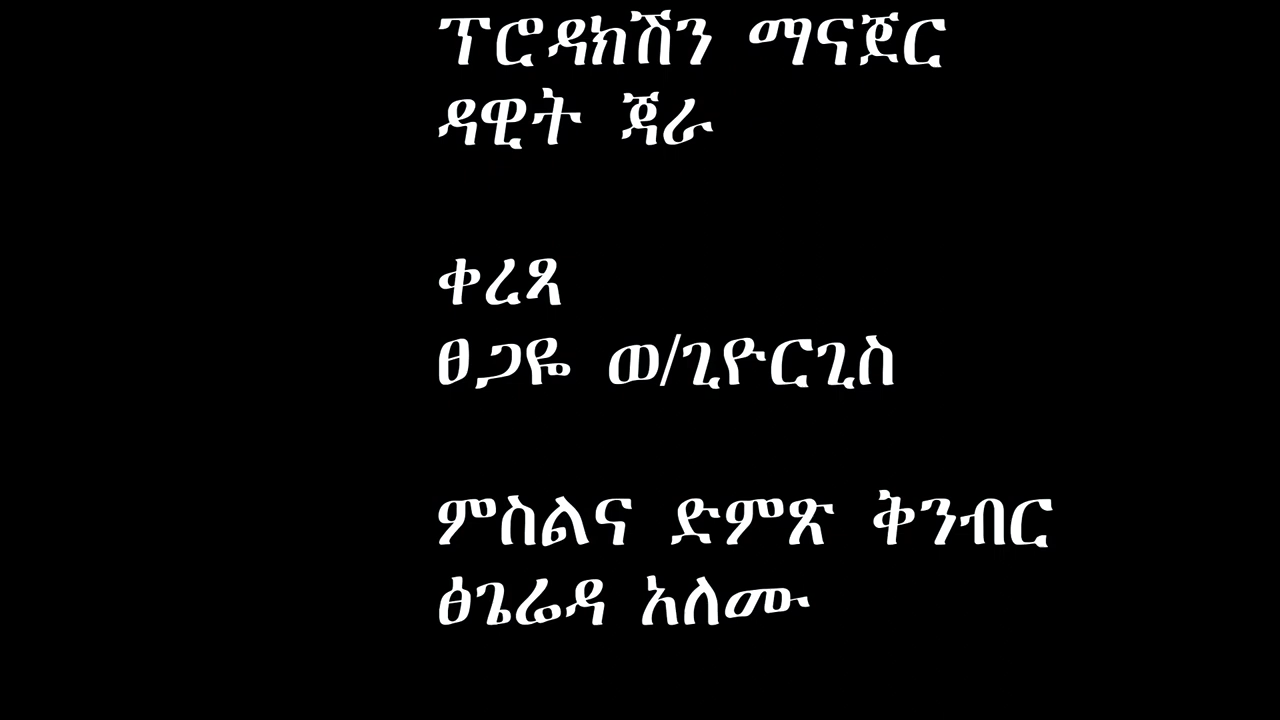 ፕሮዳክሽን ማናጀር
ዳዊት ጃራ
ቀረጻ
ፀጋዬ ወ/ጊዮርጊስ
ምስልና ድምጽ ቅንብር
ፅጌሬዳ አለሙ